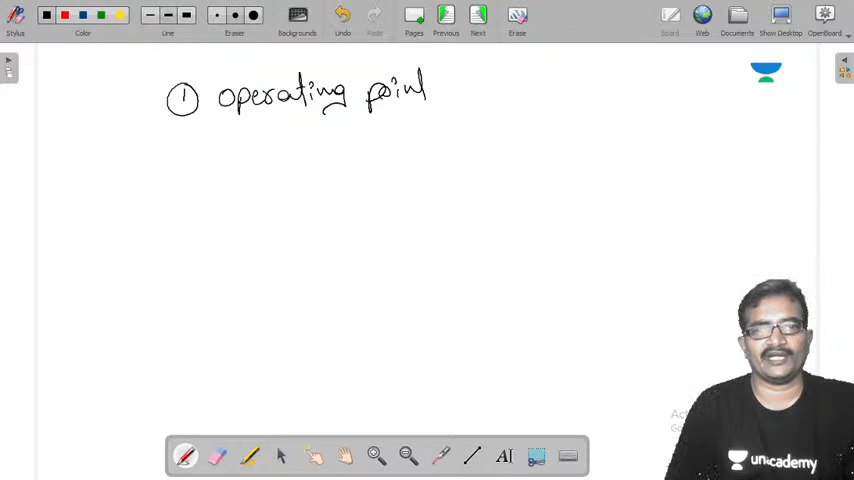 Stylus
Color
Line
Eraser
Backgrounds
Undo
Redo
Pages
Previous
Next
Erase
Board
Web
Documents
Show Desktop
OpenBoard
① operating point
unacademy